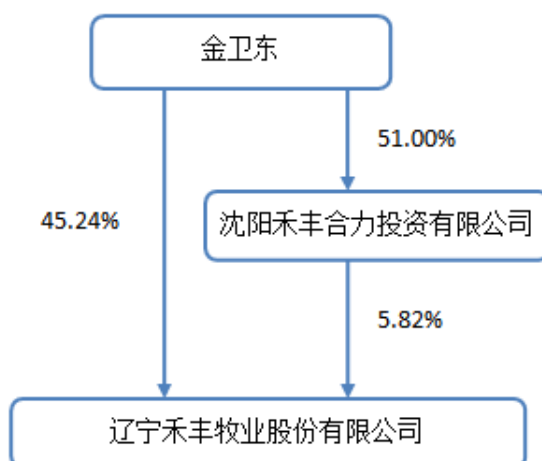 金卫东
51.00%
45.24%
沈阳禾丰合力投资有限公司
5.82%
辽宁禾丰牧业股份有限公司